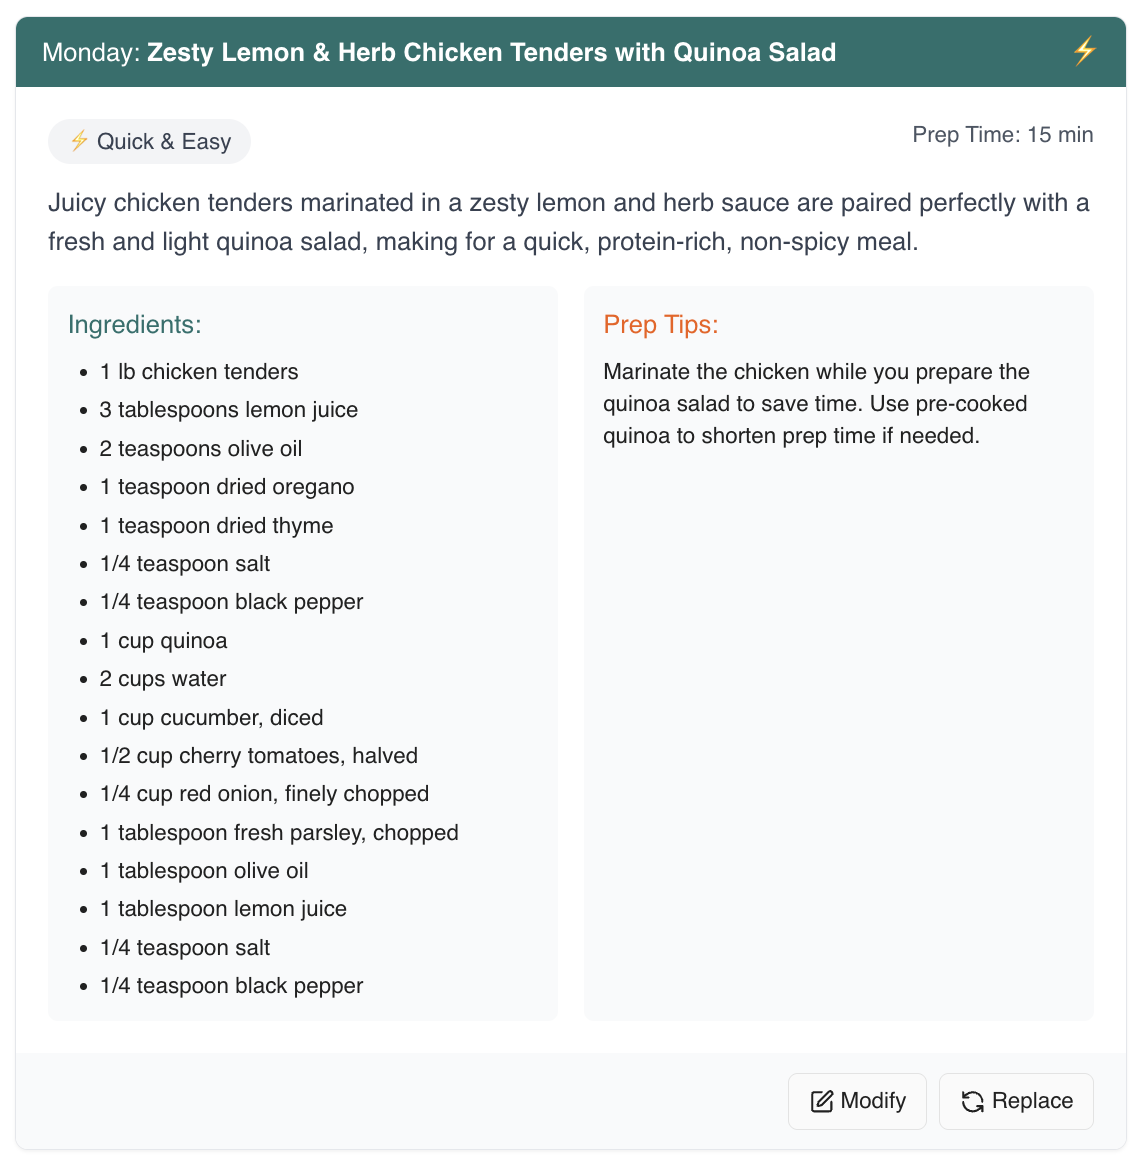 Monday: Zesty Lemon & Herb Chicken Tenders with Quinoa Salad
Quick & Easy
Prep Time: 15 min
Juicy chicken tenders marinated in a zesty lemon and herb sauce are paired perfectly with a
fresh and light quinoa salad, making for a quick, protein-rich, non-spicy meal.
Ingredients:
1 lb chicken tenders
3 tablespoons lemon juice
2 teaspoons olive oil
1 teaspoon dried oregano
1 teaspoon dried thyme
1/4 teaspoon salt
1/4 teaspoon black pepper
1 cup quinoa
2 cups water
1 cup cucumber, diced
1/2 cup cherry tomatoes, halved
1/4 cup red onion, finely chopped
1 tablespoon fresh parsley, chopped
1 tablespoon olive oil
1 tablespoon lemon juice
1/4 teaspoon salt
1/4 teaspoon black pepper
Prep Tips:
Marinate the chicken while you prepare the
quinoa salad to save time. Use pre-cooked
quinoa to shorten prep time if needed.
Modify
Replace